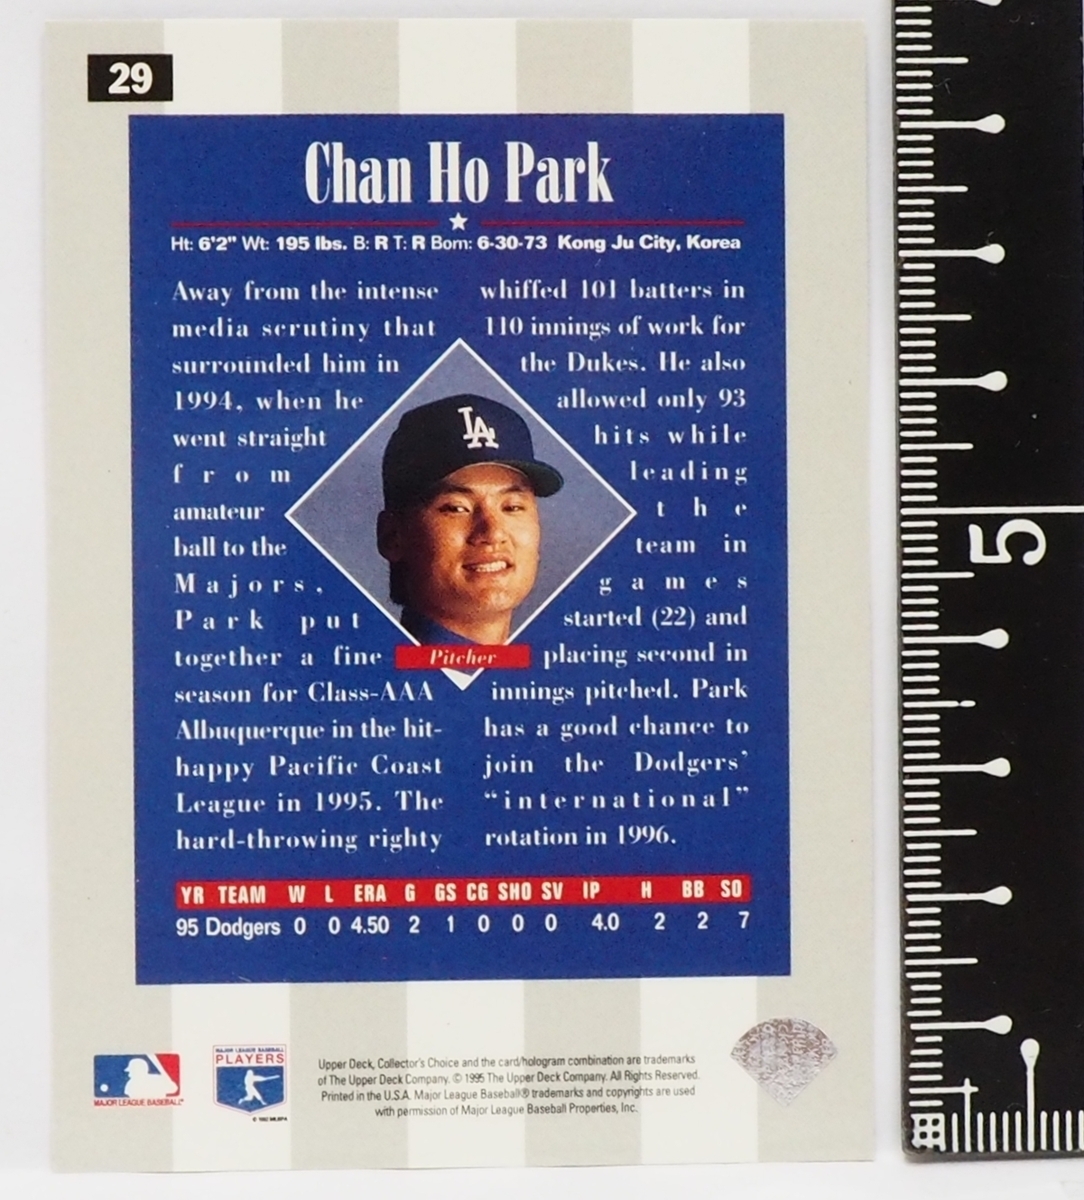 29
Chan Ho Park
Ht: 6'2" Wt: 195 lbs. B: R T: R Born: 6-30-73 Kong Ju City, Korea
Away from the intense
media scrutiny that
surrounded him in
1994, when he
went straight
from
amateur
ball to the
Majors,
Park put
together a fine
season for Class-AAA
Albuquerque in the hit-
happy Pacific Coast
League in 1995. The
hard-throwing righty
whiffed 101 batters in
110 innings of work for
the Dukes. He also
allowed only 93
hits while
leading
the
team in
games
started (22) and
placing second in
innings pitched. Park
has a good chance to
join the Dodgers'
“international”
rotation in 1996.
LA
Pitcher
YR TEAM W L ERA G GS CG SHO SV IP H BB SO
95 Dodgers 0 0 4.50 2 1 0 0 0 4.0 2 2 7
MAJOR LEAGUE BASEBALL
MAJOR LEAGUE BASEBALL
PLAYERS
Upper Deck, Collector's Choice and the card/hologram combination are trademarks
of The Upper Deck Company. © 1995 The Upper Deck Company. All Rights Reserved.
Printed in the U.S.A. Major League Baseball® trademarks and copyrights are used
with permission of Major League Baseball Properties, Inc.
5